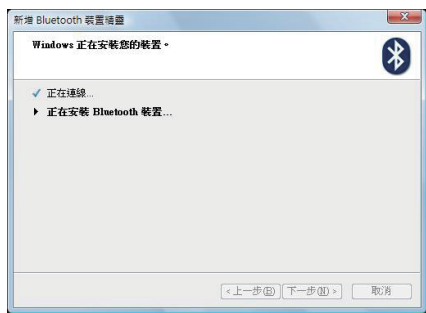 新增 Bluetooth 裝置精靈
Windows 正在安裝您的裝置。
正在連線...
正在安裝 Bluetooth 裝置...
< 上一步(B)
下一步(N) >
取消